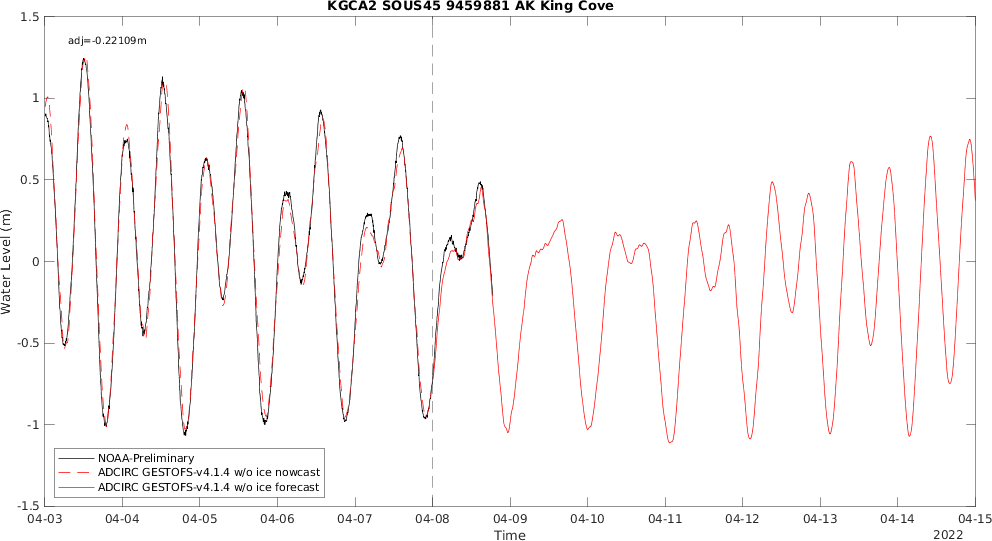 KGCA2 SOUS45 9459881 AK King Cove
adj=-0.22109m
1.5
1
0.5
0
-0.5
-1
-1.5
Water Level (m)
NOAA-Preliminary
ADCIRC GESTOFS-v4.1.4 w/o ice nowcast
ADCIRC GESTOFS-v4.1.4 w/o ice forecast
04-03 04-04 04-05 04-06 04-07 04-08 04-09 04-10 04-11 04-12 04-13 04-14 04-15
Time
2022